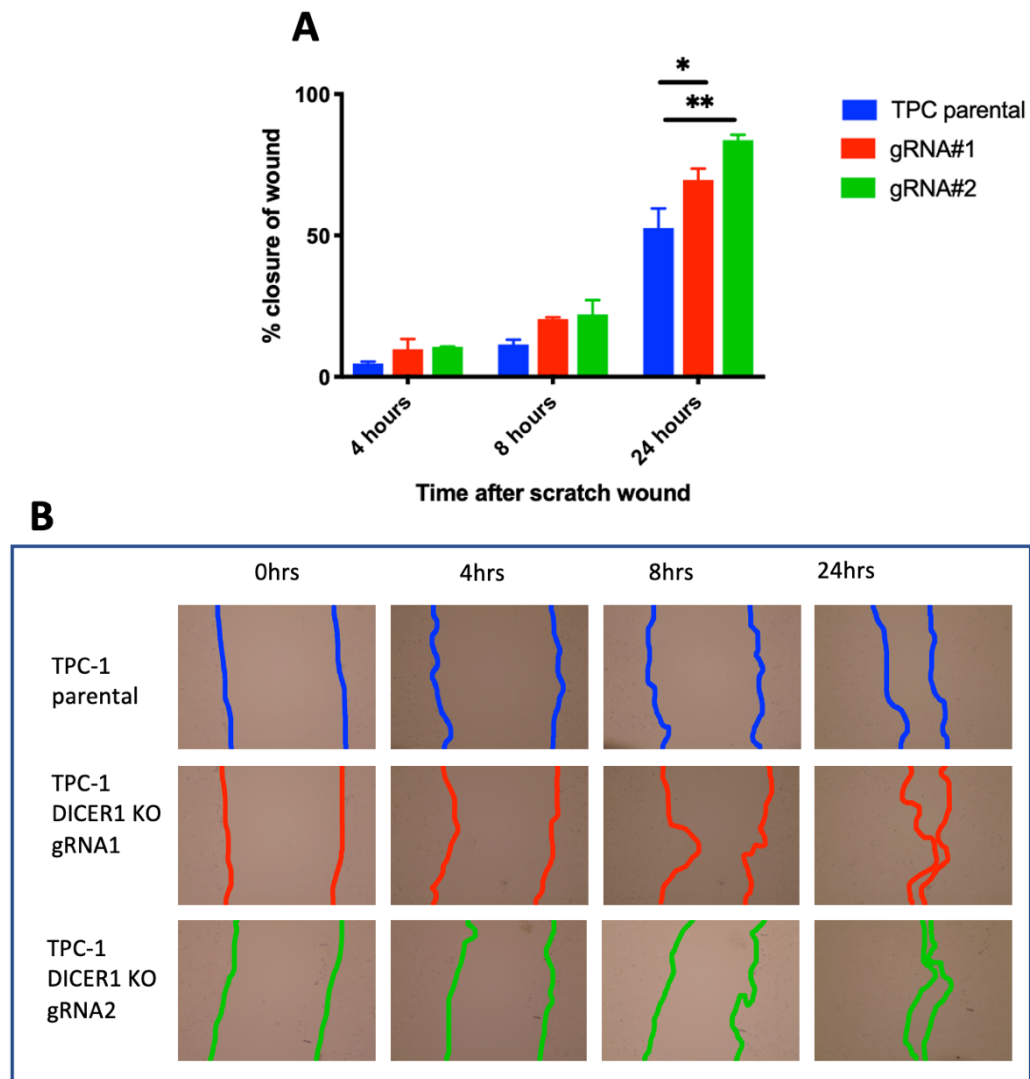 A
*
**
100
50
0
% closure of wound
4 hours
8 hours
24 hours
Time after scratch wound
TPC parental
gRNA#1
gRNA#2
B
0hrs
4hrs
8hrs
24hrs
TPC-1
parental
TPC-1
DICER1 KO
gRNA1
TPC-1
DICER1 KO
gRNA2